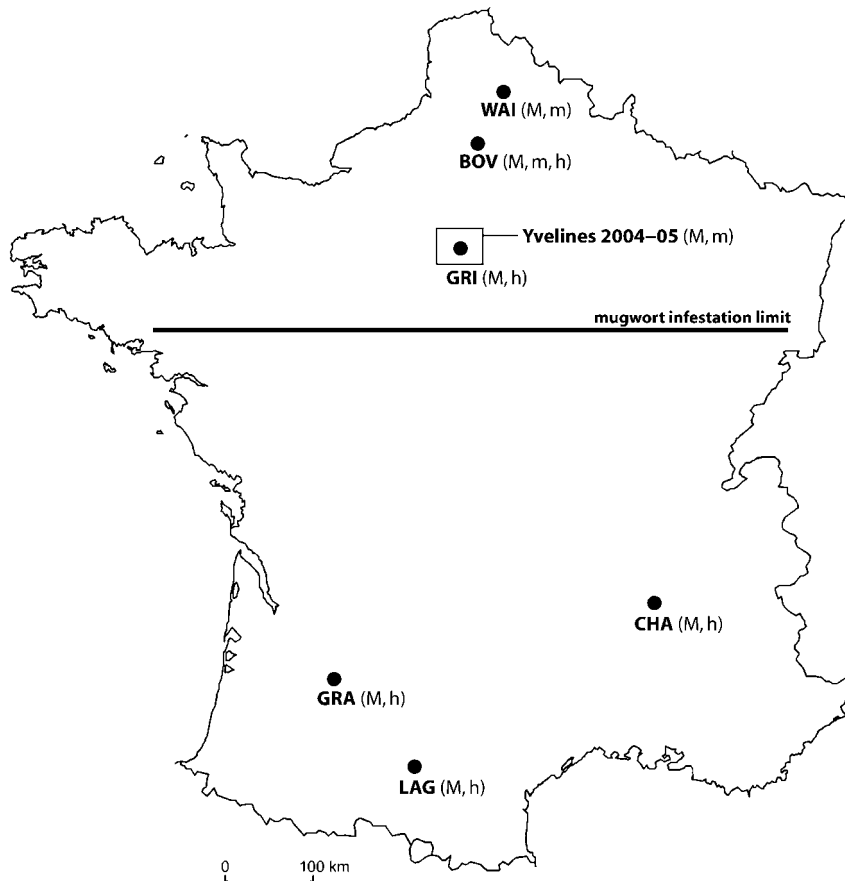 WAI (M, m)
BOV (M, m, h)
Yvelines 2004–05 (M, m)
GRI (M, h)
mugwort infestation limit
CHA (M, h)
GRA (M, h)
LAG (M, h)
0 100 km